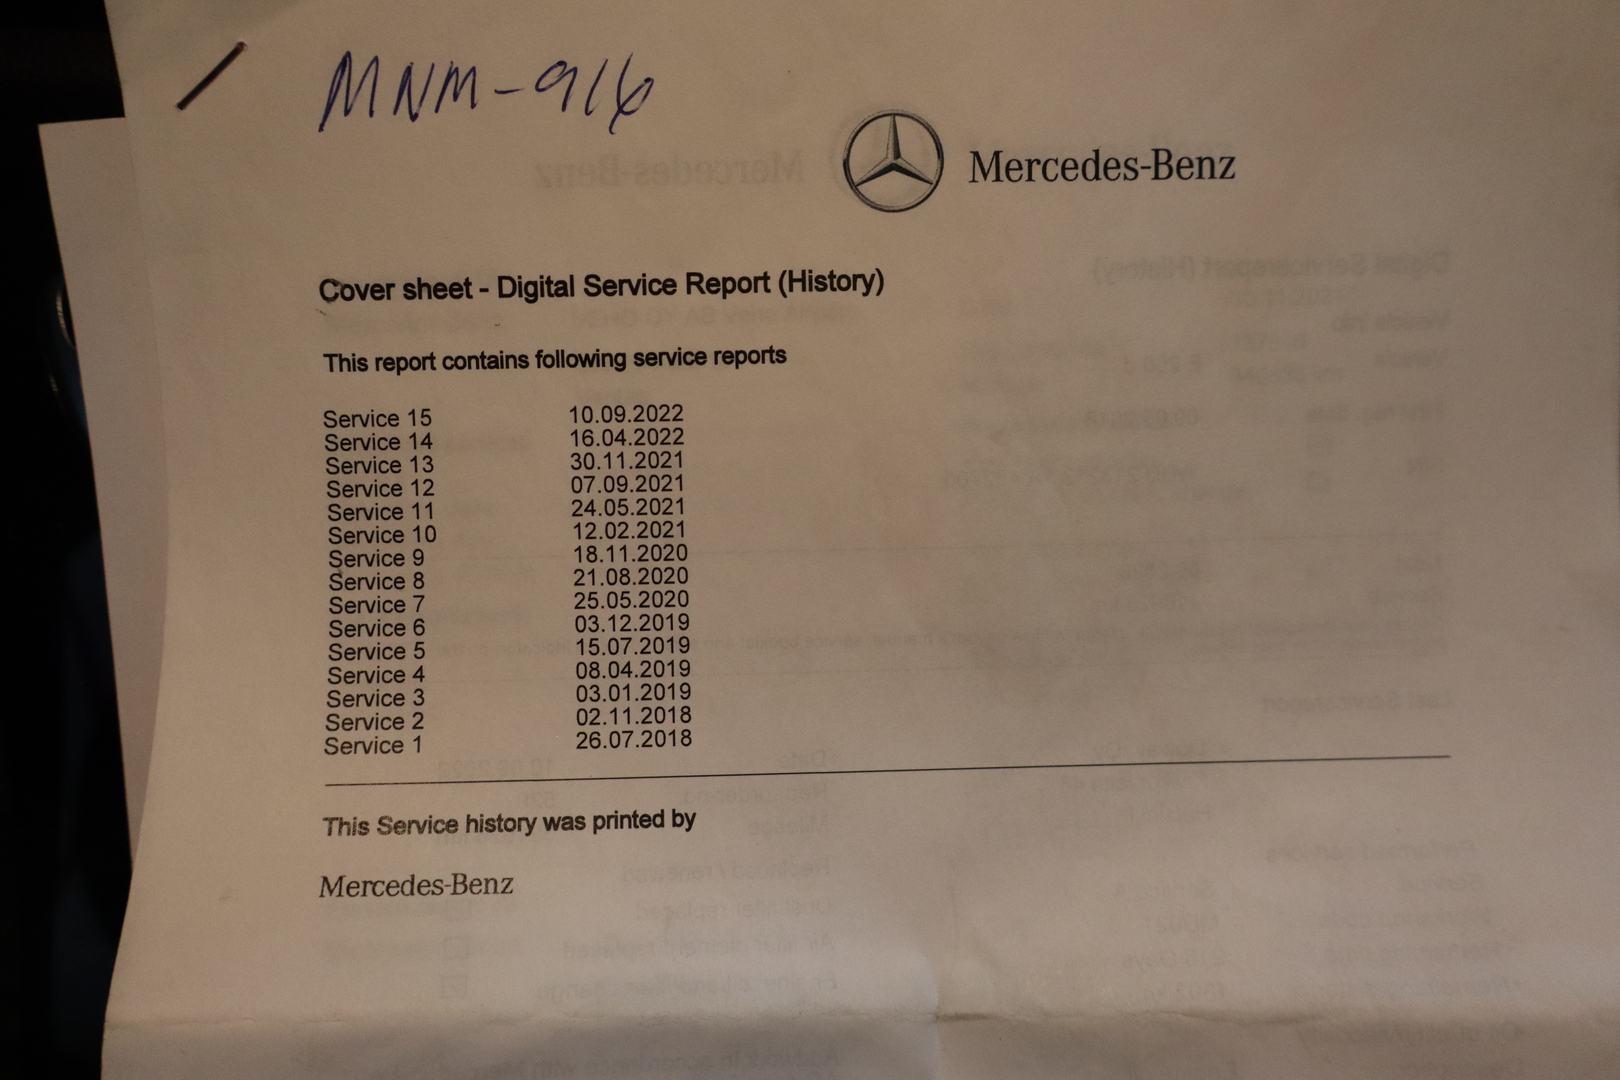 MNM-916
Mercedes-Benz
Cover sheet - Digital Service Report (History)
This report contains following service reports
Service 15 10.09.2022
Service 14 16.04.2022
Service 13 30.11.2021
Service 12 07.09.2021
Service 11 24.05.2021
Service 10 12.02.2021
Service 9 18.11.2020
Service 8 21.08.2020
Service 7 25.05.2020
Service 6 03.12.2019
Service 5 15.07.2019
Service 4 08.04.2019
Service 3 03.01.2019
Service 2 02.11.2018
Service 1 26.07.2018
This Service history was printed by
Mercedes-Benz